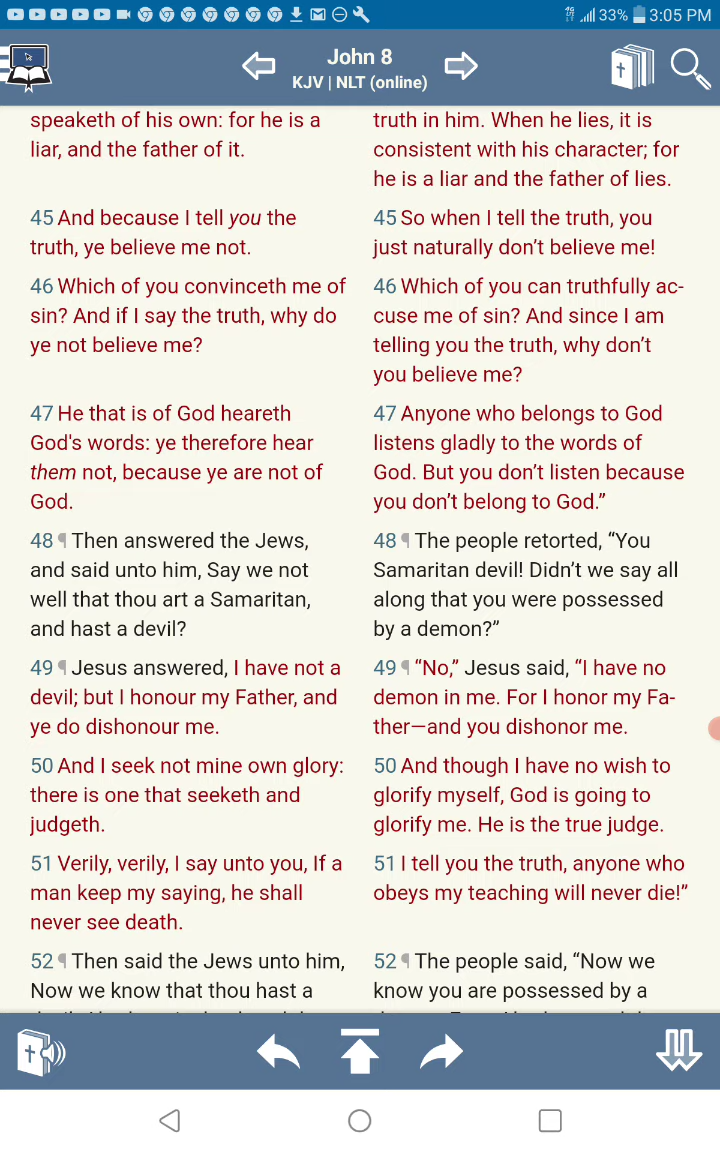 33% 3:05 PM
John 8
KJV | NLT (online)
speaketh of his own: for he is a
liar, and the father of it.
45 And because I tell you the
truth, ye believe me not.
46 Which of you convinceth me of
sin? And if I say the truth, why do
ye not believe me?
47 He that is of God heareth
God's words: ye therefore hear
them not, because ye are not of
God.
48 ¶ Then answered the Jews,
and said unto him, Say we not
well that thou art a Samaritan,
and hast a devil?
49 ¶ Jesus answered, I have not a
devil; but I honour my Father, and
ye do dishonour me.
50 And I seek not mine own glory:
there is one that seeketh and
judgeth.
51 Verily, verily, I say unto you, If a
man keep my saying, he shall
never see death.
52 ¶ Then said the Jews unto him,
Now we know that thou hast a
truth in him. When he lies, it is
consistent with his character; for
he is a liar and the father of lies.
45 So when I tell the truth, you
just naturally don’t believe me!
46 Which of you can truthfully ac-
cuse me of sin? And since I am
telling you the truth, why don’t
you believe me?
47 Anyone who belongs to God
listens gladly to the words of
God. But you don’t listen because
you don’t belong to God.”
48 ¶ The people retorted, “You
Samaritan devil! Didn’t we say all
along that you were possessed
by a demon?”
49 ¶ “No,” Jesus said, “I have no
demon in me. For I honor my Fa-
ther—and you dishonor me.
50 And though I have no wish to
glorify myself, God is going to
glorify me. He is the true judge.
51 I tell you the truth, anyone who
obeys my teaching will never die!”
52 ¶ The people said, “Now we
know you are possessed by a